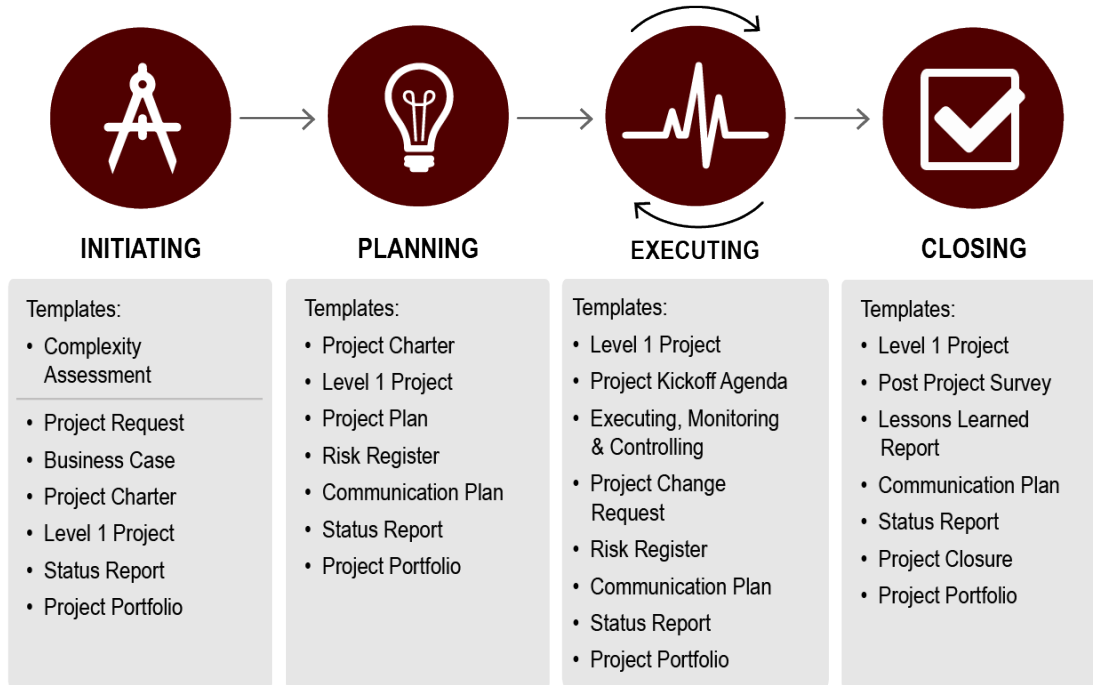 INITIATING
Templates:
• Complexity
Assessment
• Project Request
• Business Case
• Project Charter
• Level 1 Project
• Status Report
• Project Portfolio
PLANNING
Templates:
• Project Charter
• Level 1 Project
• Project Plan
• Risk Register
• Communication Plan
• Status Report
• Project Portfolio
EXECUTING
Templates:
• Level 1 Project
• Project Kickoff Agenda
• Executing, Monitoring
& Controlling
• Project Change
Request
• Risk Register
• Communication Plan
• Status Report
• Project Portfolio
CLOSING
Templates:
• Level 1 Project
• Post Project Survey
• Lessons Learned
Report
• Communication Plan
• Status Report
• Project Closure
• Project Portfolio